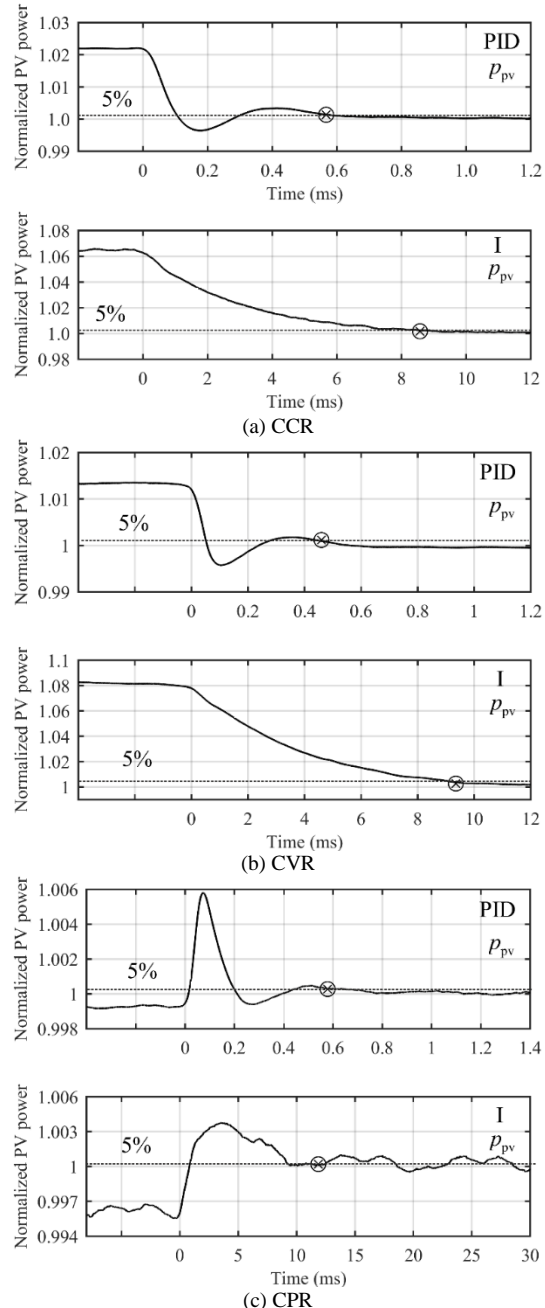 1.03
1.02
1.01
1.0
0.99
Normalized PV power
5%
PID
ppv
0 0.2 0.4 0.6 0.8 1.0 1.2
Time (ms)
1.08
1.06
1.04
1.02
1.0
0.98
Normalized PV power
5%
I
ppv
0 2 4 6 8 10 12
Time (ms)
(a) CCR
1.02
1.01
1
0.99
Normalized PV power
5%
PID
ppv
0 0.2 0.4 0.6 0.8 1.0 1.2
1.1
1.08
1.06
1.04
1.02
1
Normalized PV power
5%
I
ppv
0 2 4 6 8 10 12
Time (ms)
(b) CVR
1.006
1.004
1.002
1
0.998
Normalized PV power
5%
PID
ppv
0 0.2 0.4 0.6 0.8 1 1.2 1.4
1.006
1.003
1
0.997
0.994
Normalized PV power
5%
I
ppv
0 5 10 15 20 25 30
Time (ms)
(c) CPR